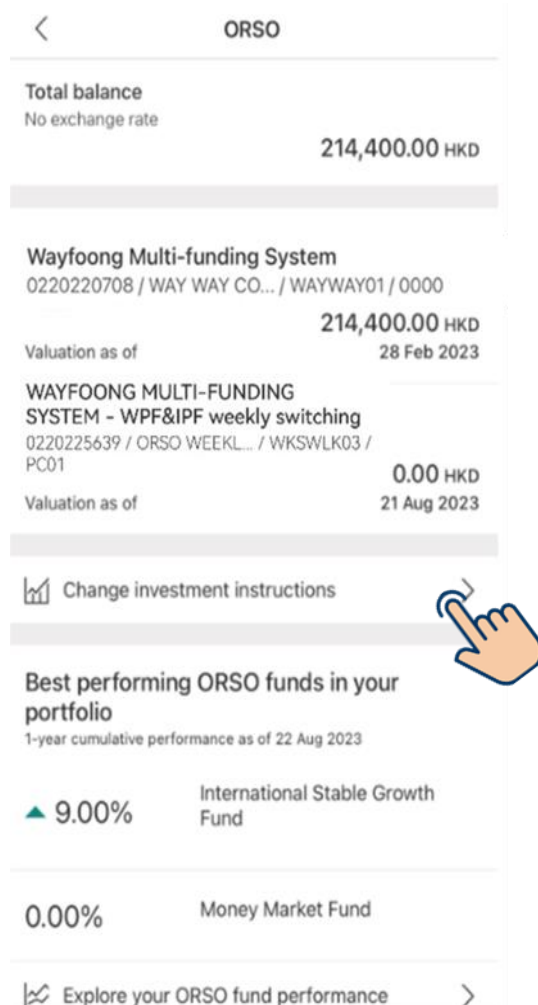 ORSO
Total balance
No exchange rate
214,400.00 HKD
Wayfoong Multi-funding System
0220220708 / WAY WAY CO... / WAYWAY01 / 0000
214,400.00 HKD
Valuation as of 28 Feb 2023
WAYFOONG MULTI-FUNDING
SYSTEM - WPF&IPF weekly switching
0220225639 / ORSO WEEKL... / WKSWLK03 /
PC01
0.00 HKD
Valuation as of 21 Aug 2023
Change investment instructions
Best performing ORSO funds in your
portfolio
1-year cumulative performance as of 22 Aug 2023
9.00% International Stable Growth
Fund
0.00% Money Market Fund
Explore your ORSO fund performance